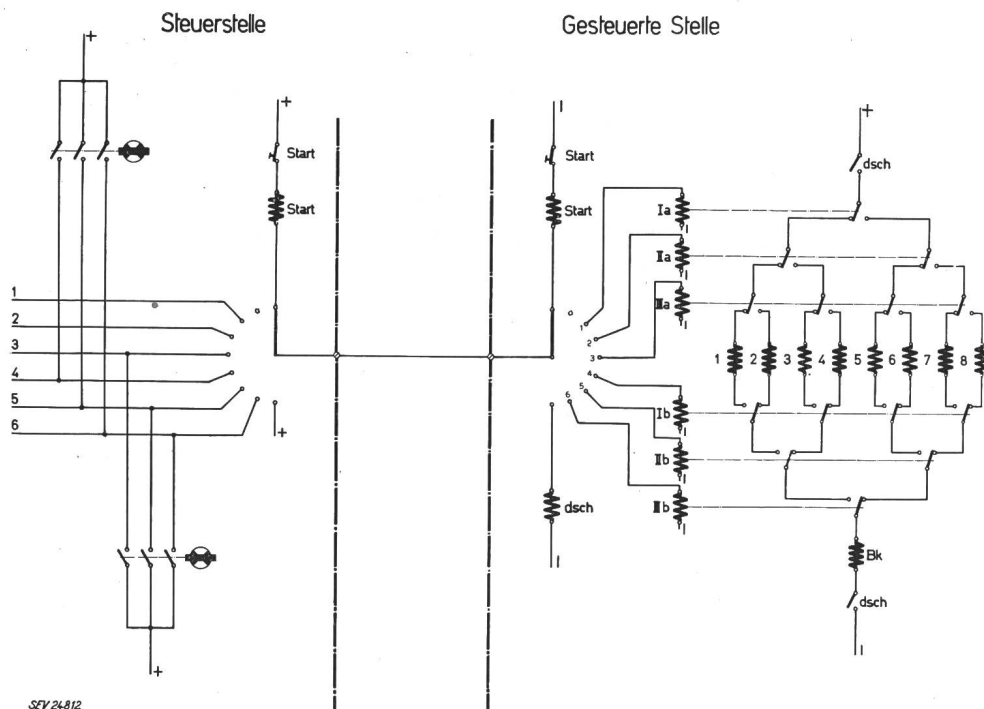 Steuerstelle
Gesteuerte Stelle
+
+
Start
Start
1
2
3
4
5
6
+
+
Start
Start
1
2
3
4
5
6
dsch
Ia
IIa
IIIa
Ib
IIb
IIIb
+
dsch
1 2 3 4 5 6 7 8
Bk
dsch
SEV 24812